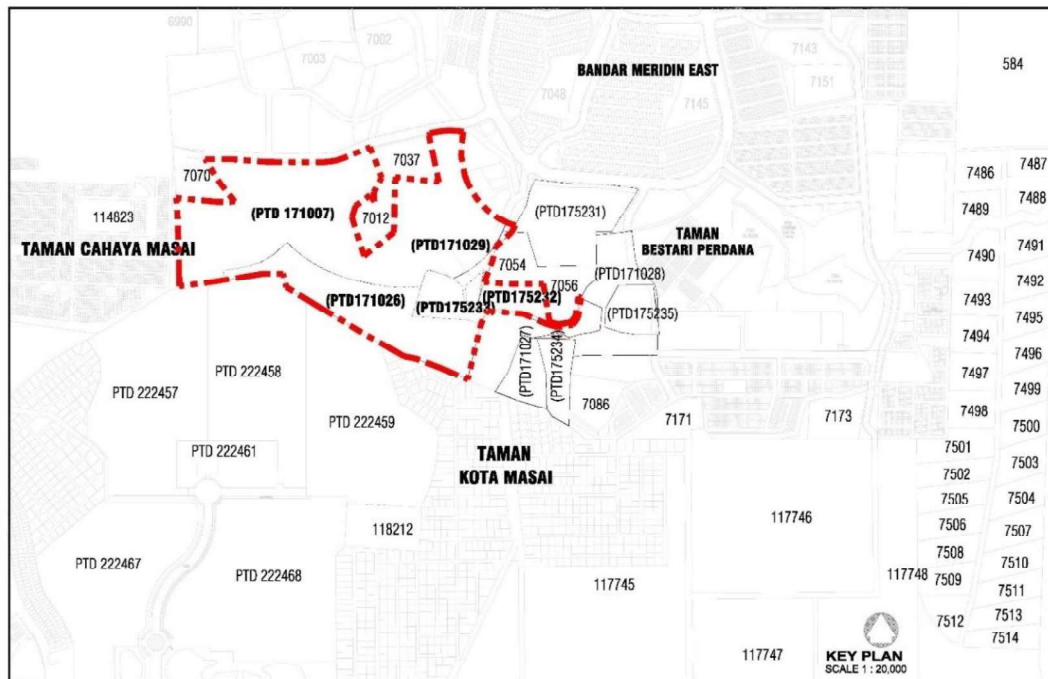 6990
7002
7003
BANDAR MERIDIN EAST
7143
584
7048
7151
7145
7037
7070
7486
7487
7488
114823
(PTD 171007)
7012
(PTD175231)
7489
TAMAN CAHAYA MASAI
(PTD171029)
TAMAN
BESTARI PERDANA
7490
7491
7054
(PTD171028)
7492
(PTD171026)
(PTD175233)
(PTD175232)
7056
7493
(PTD175235)
7495
7494
(PTD171027)
(PTD175234)
7496
PTD 222458
7497
PTD 222457
7499
7086
7498
PTD 222459
7171
7173
7500
PTD 222461
TAMAN
KOTA MASAI
7501
7503
7502
7505
7504
118212
117746
7506
7507
PTD 222467
PTD 222468
7508
7510
117745
117748
7509
7511
7512
7513
7514
117747
KEY PLAN
SCALE 1 : 20,000